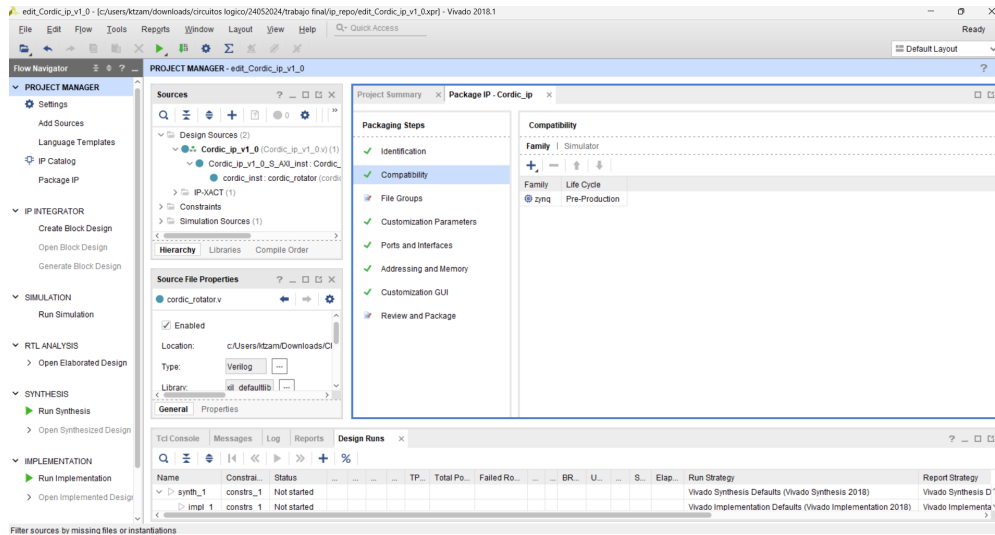 edit_Cordic_ip_v1_0 - [c:/users/ktzam/downloads/circuitos logico/24052024/trabajo final/ip_repo/edit_Cordic_ip_v1_0.xpr] - Vivado 2018.1
File Edit Flow Tools Reports Window Layout View Help Quick Access Ready
Default Layout
Flow Navigator
PROJECT MANAGER - edit_Cordic_ip_v1_0
PROJECT MANAGER
Settings
Add Sources
Language Templates
IP Catalog
Package IP
IP INTEGRATOR
Create Block Design
Open Block Design
Generate Block Design
SIMULATION
Run Simulation
RTL ANALYSIS
Open Elaborated Design
SYNTHESIS
Run Synthesis
Open Synthesized Design
IMPLEMENTATION
Run Implementation
Open Implemented Design
Sources
Design Sources (2)
Cordic_ip_v1_0 (Cordic_ip_v1_0.v) (1)
Cordic_ip_v1_0_S_AXI_inst : Cordic_
cordic_inst : cordic_rotator (cordic
IP-XACT (1)
Constraints
Simulation Sources (1)
Hierarchy Libraries Compile Order
Source File Properties
cordic_rotator.v
Enabled
Location: c:/Users/ktzam/Downloads/CI
Type: Verilog ...
Library: xil_defaultlib ...
General Properties
Project Summary × Package IP - Cordic_ip ×
Packaging Steps
Identification
Compatibility
File Groups
Customization Parameters
Ports and Interfaces
Addressing and Memory
Customization GUI
Review and Package
Compatibility
Family | Simulator
Family Life Cycle
zynq Pre-Production
Tcl Console Messages Log Reports Design Runs ×
Name Constrai... Status ... ... ... ... TP... Total Po... Failed Ro... ... ... BR... U... ... S... Elap... Run Strategy Report Strategy
synth_1 constrs_1 Not started Vivado Synthesis Defaults (Vivado Synthesis 2018) Vivado Synthesis D
impl_1 constrs_1 Not started Vivado Implementation Defaults (Vivado Implementation 2018) Vivado Implementa
Filter sources by missing files or instantiations